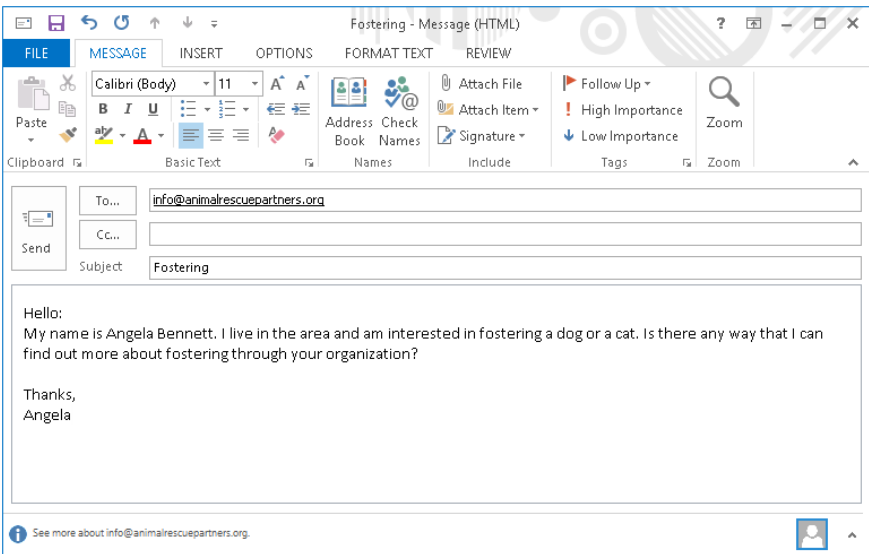 Fostering - Message (HTML)
?
FILE MESSAGE INSERT OPTIONS FORMAT TEXT REVIEW
Calibri (Body) 11 A A
Attach File
Follow Up
B I U
Attach Item
High Importance
Paste
Address Book
Check Names
Zoom
aby A
Signature
Low Importance
Clipboard Basic Text Names Include Tags Zoom
To... info@animalrescuepartners.org
Cc...
Send
Subject Fostering
Hello:
My name is Angela Bennett. I live in the area and am interested in fostering a dog or a cat. Is there any way that I can
find out more about fostering through your organization?
Thanks,
Angela
See more about info@animalrescuepartners.org.